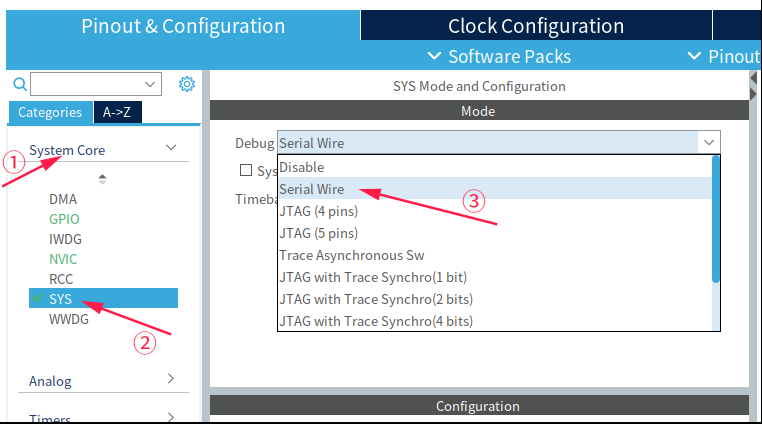 Pinout & Configuration
Clock Configuration
Software Packs
Pinout
SYS Mode and Configuration
Categories
A->Z
Mode
① System Core
DMA
GPIO
IWDG
NVIC
RCC
SYS
WWDG
②
Analog
Timers
Debug Serial Wire
Disable
Serial Wire
③
JTAG (4 pins)
JTAG (5 pins)
Trace Asynchronous Sw
JTAG with Trace Synchro(1 bit)
JTAG with Trace Synchro(2 bits)
JTAG with Trace Synchro(4 bits)
Configuration